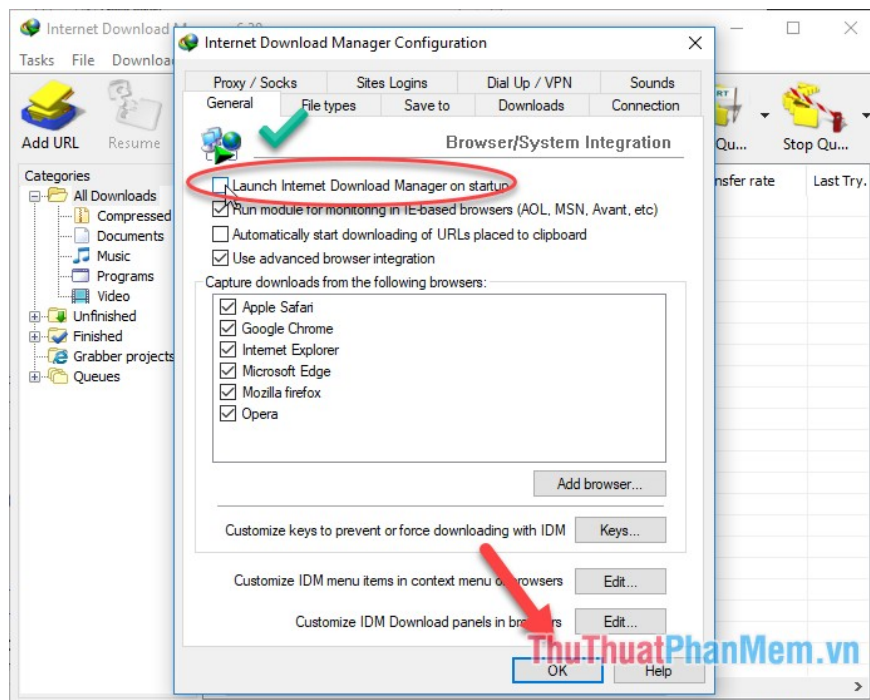 Internet Download M
Internet Download Manager Configuration
Tasks File Downloa
Proxy / Socks Sites Logins Dial Up / VPN Sounds
General File types Save to Downloads Connection
Add URL Resume Qu... Stop Qu...
Browser/System Integration
Categories
nsfer rate Last Try.
Launch Internet Download Manager on startup
All Downloads
Run module for monitoring in IE-based browsers (AOL, MSN, Avant, etc)
Compressed
Automatically start downloading of URLs placed to clipboard
Documents
Use advanced browser integration
Music
Capture downloads from the following browsers:
Programs
Video
Apple Safari
Unfinished
Google Chrome
Finished
Internet Explorer
Grabber projects
Microsoft Edge
Queues
Mozilla firefox
Opera
Add browser...
Customize keys to prevent or force downloading with IDM Keys...
Customize IDM menu items in context menu of browsers Edit...
Customize IDM Download panels in browsers Edit...
ThuThuatPhanMem.vn
OK Help